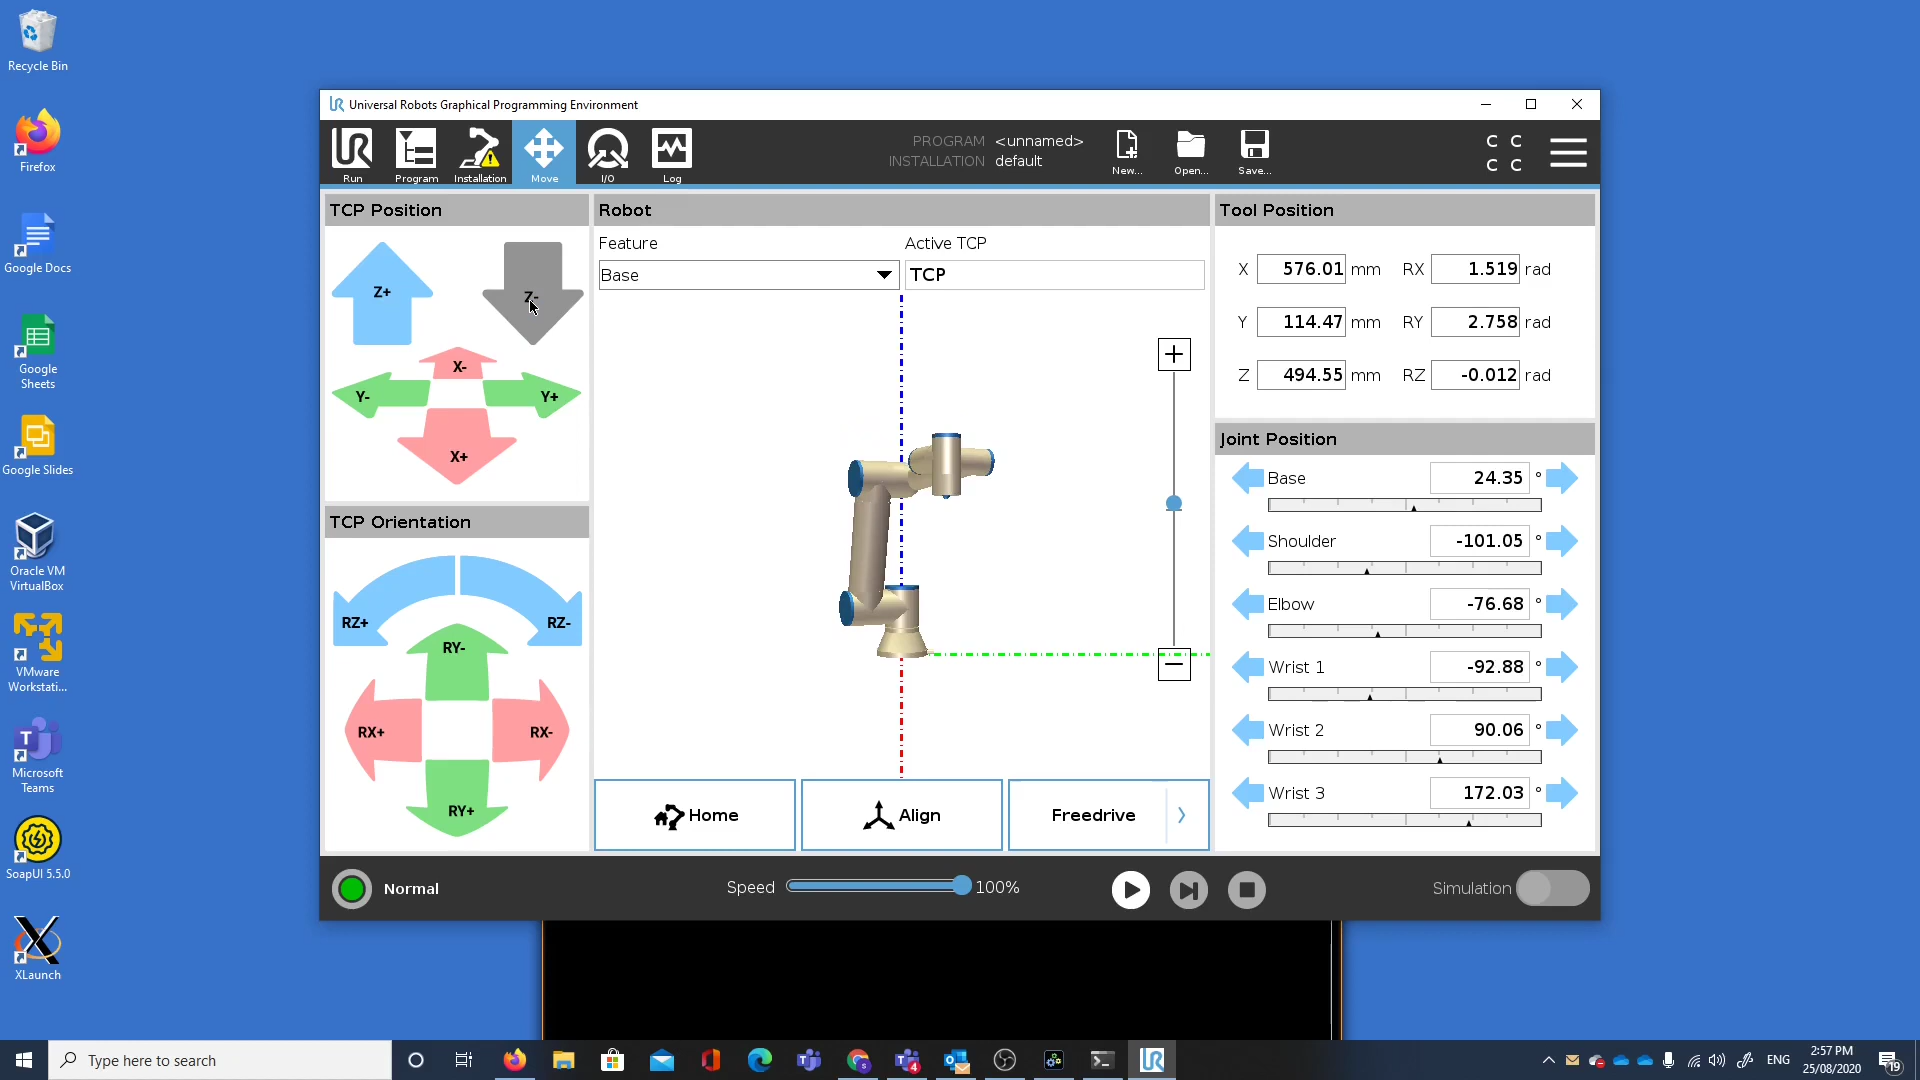 Recycle Bin
Firefox
Google Docs
Google
Sheets
Google Slides
Oracle VM
VirtualBox
VMware
Workstati...
Microsoft
Teams
SoapUI 5.5.0
XLaunch
Universal Robots Graphical Programming Environment
Run
Program
Installation
Move
I/O
Log
PROGRAM <unnamed>
INSTALLATION default
New...
Open...
Save...
C C
C C
TCP Position
Z+
Z-
X-
Y-
Y+
X+
TCP Orientation
RZ+
RZ-
RY-
RX+
RX-
RY+
Robot
Feature
Active TCP
Base
TCP
Home
Align
Freedrive
Tool Position
X 576.01 mm RX 1.519 rad
Y 114.47 mm RY 2.758 rad
Z 494.55 mm RZ -0.012 rad
Joint Position
Base 24.35 °
Shoulder -101.05 °
Elbow -76.68 °
Wrist 1 -92.88 °
Wrist 2 90.06 °
Wrist 3 172.03 °
Normal
Speed 100%
Simulation
Type here to search
4
ENG
2:57 PM
25/08/2020
19